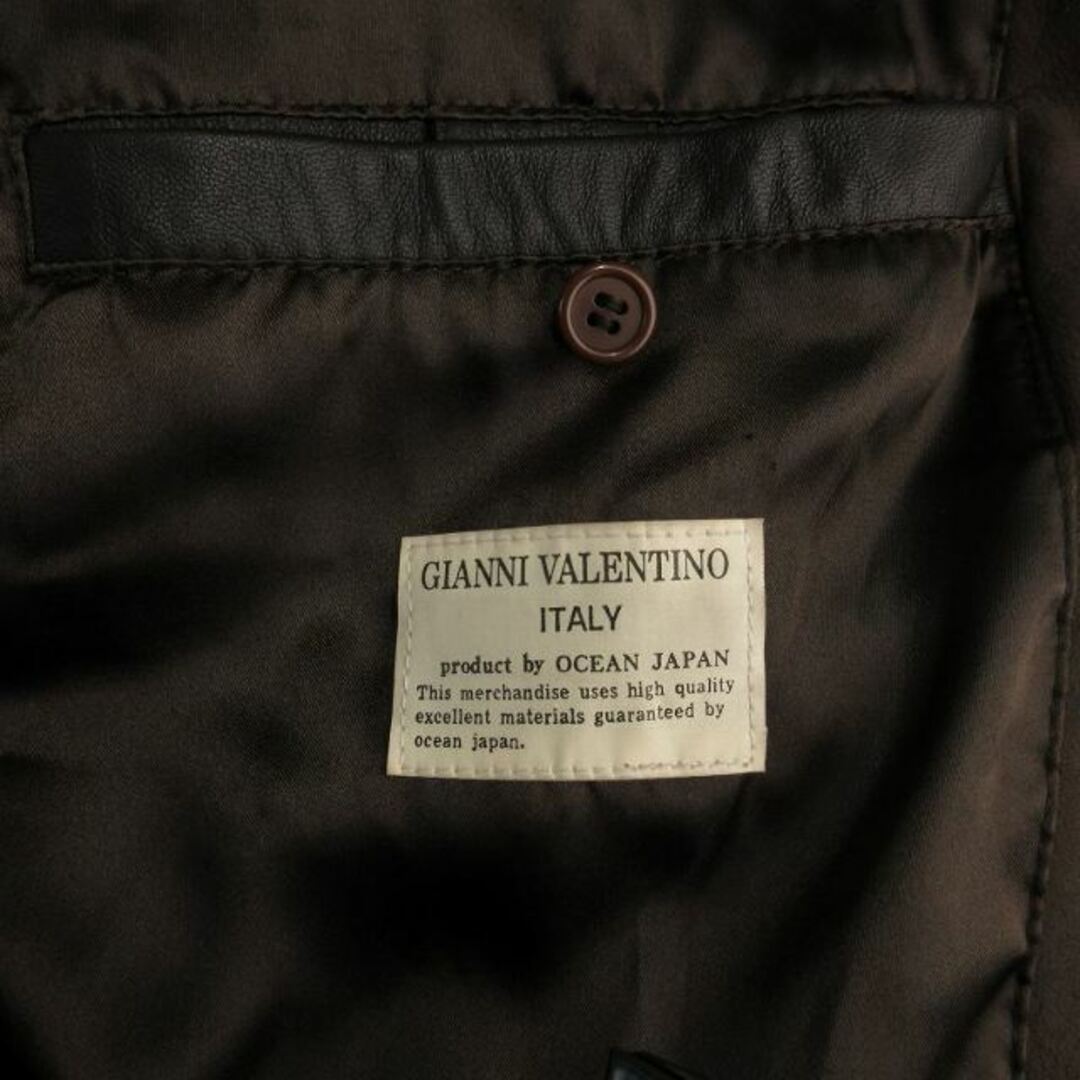 GIANNI VALENTINO
ITALY
product by OCEAN JAPAN
This merchandise uses high quality
excellent materials guaranteed by
ocean japan.